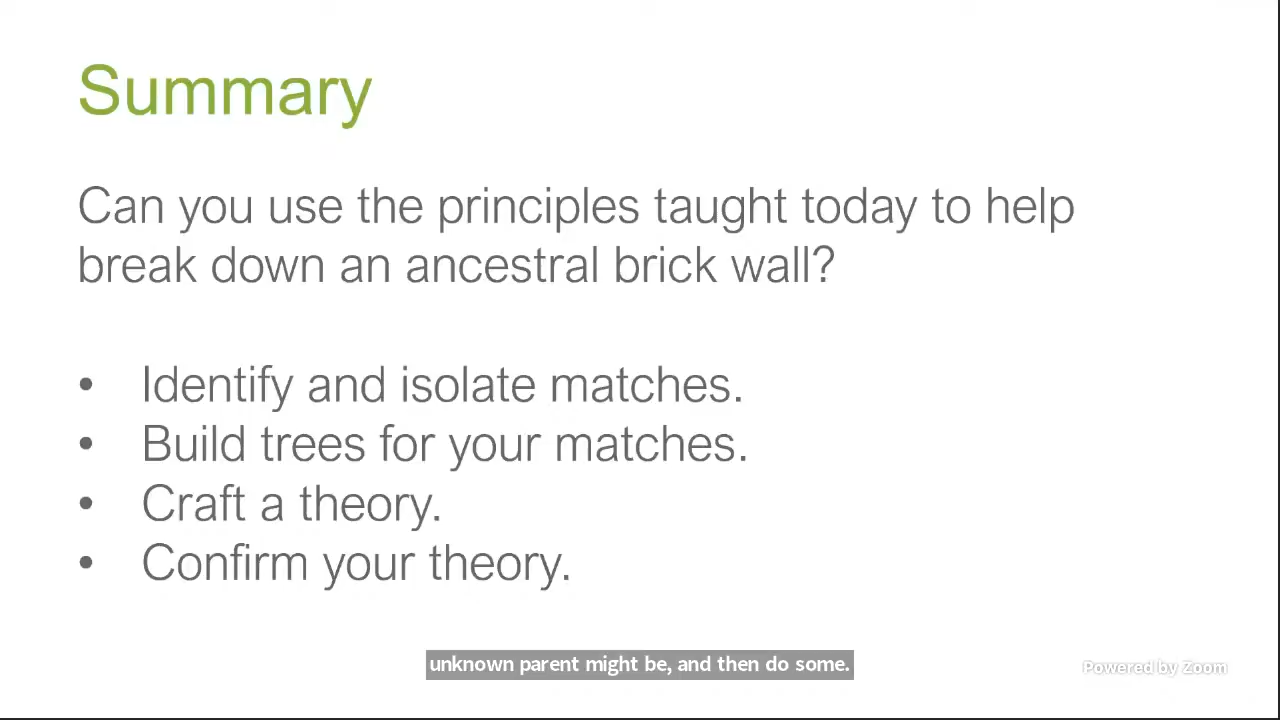 Summary
Can you use the principles taught today to help
break down an ancestral brick wall?
• Identify and isolate matches.
• Build trees for your matches.
• Craft a theory.
• Confirm your theory.
unknown parent might be, and then do some.
Powered by Zoom